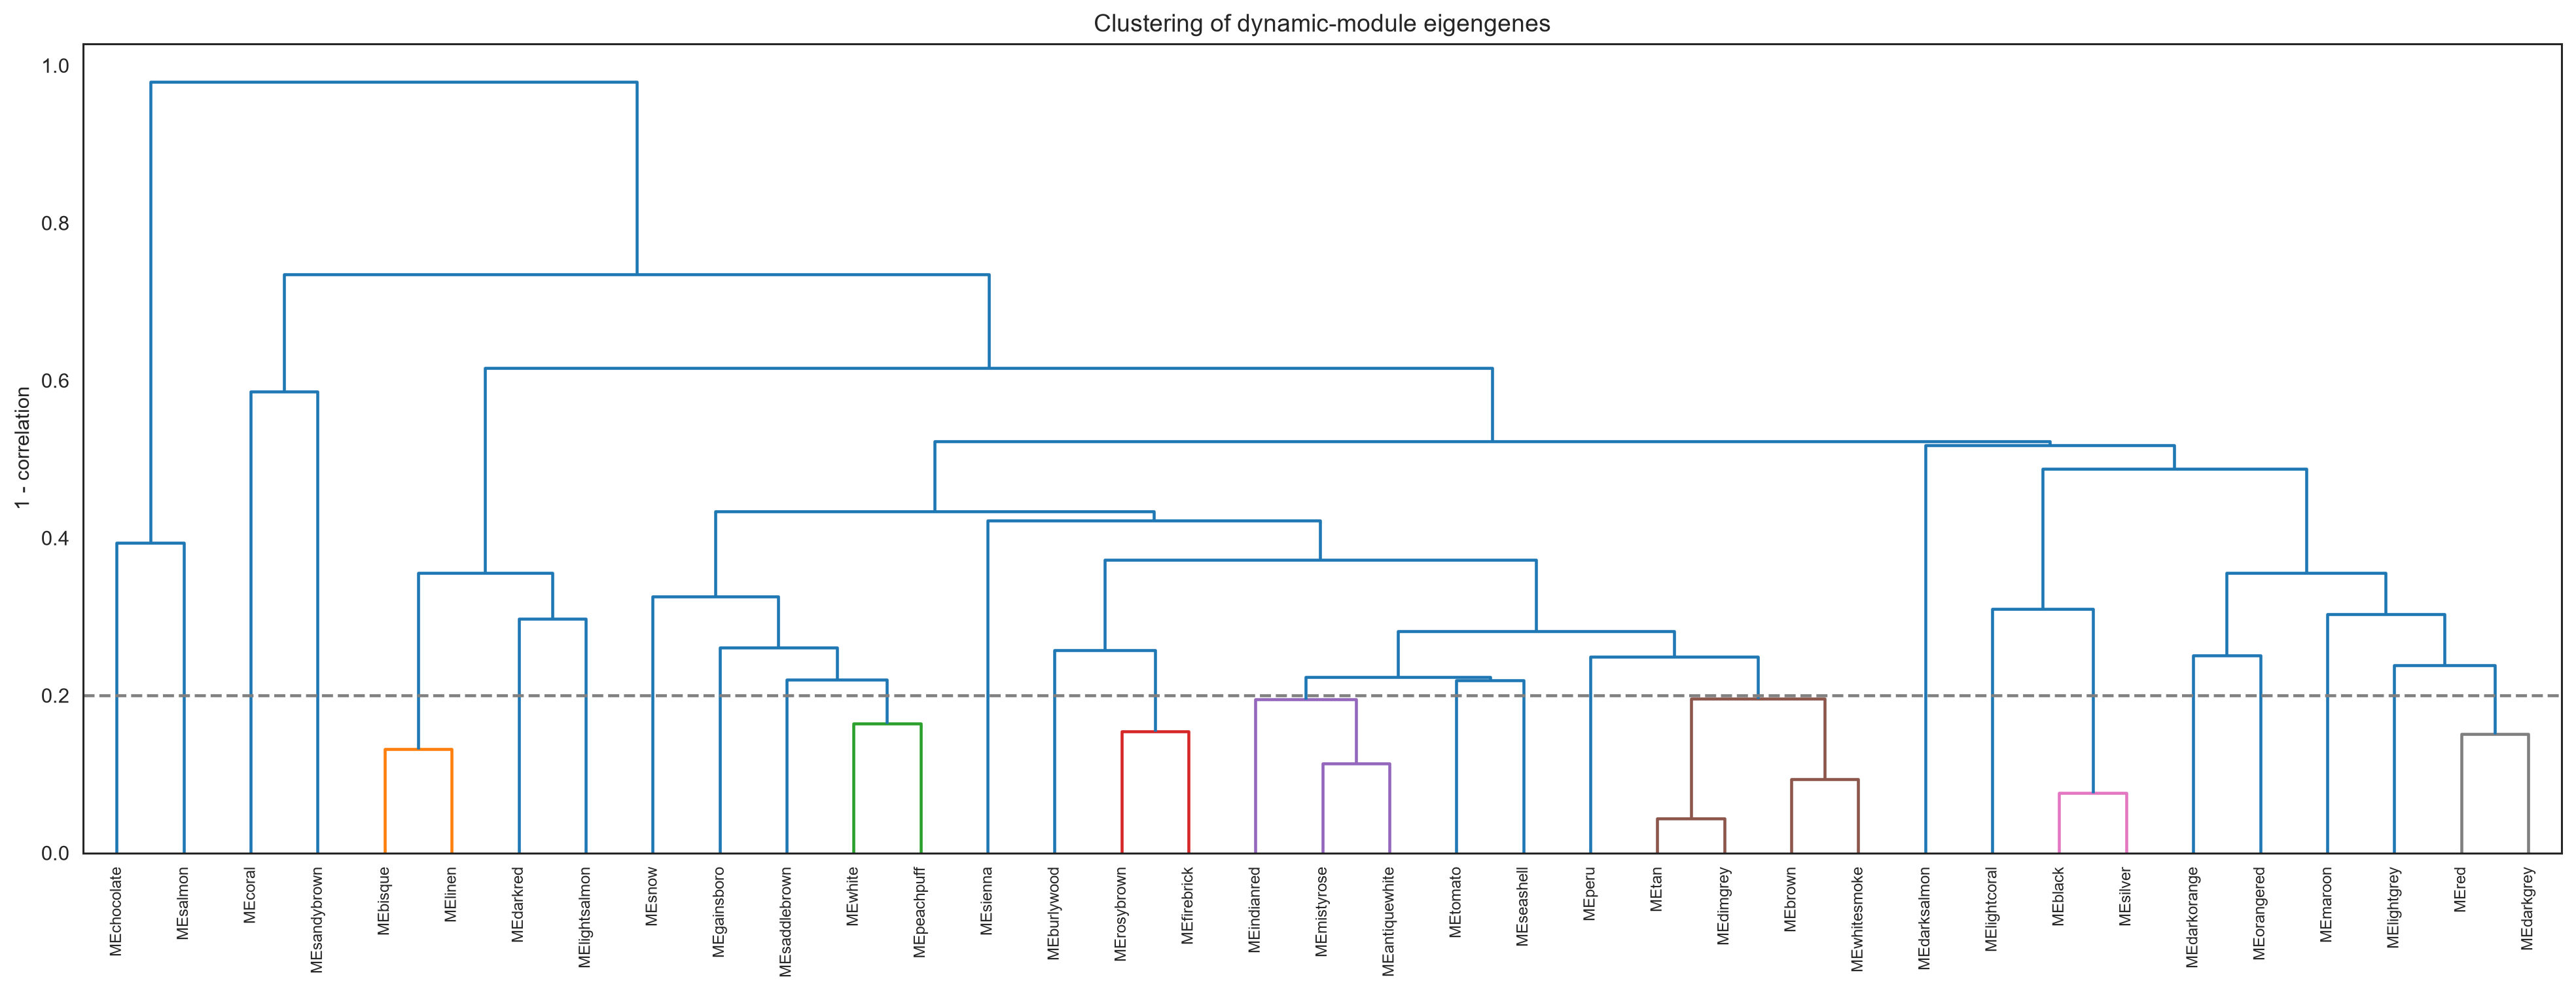 Clustering of dynamic-module eigengenes
1 - correlation
1.0
0.8
0.6
0.4
0.2
0.0
MEchocolate
MEsalmon
MEcoral
MEsandybrown
MEbisque
MElinen
MEdarkred
MElightsalmon
MEsnow
MEgainsboro
MEsaddlebrown
MEwhite
MEpeachpuff
MEsienna
MEburlywood
MErosybrown
MEfirebrick
MEindianred
MEmistyrose
MEantiquewhite
MEtomato
MEseashell
MEperu
MEtan
MEdimgrey
MEbrown
MEwhitesmoke
MEdarksalmon
MElightcoral
MEblack
MEsilver
MEdarkorange
MEorangered
MEmaroon
MElightgrey
MEred
MEdarkgrey